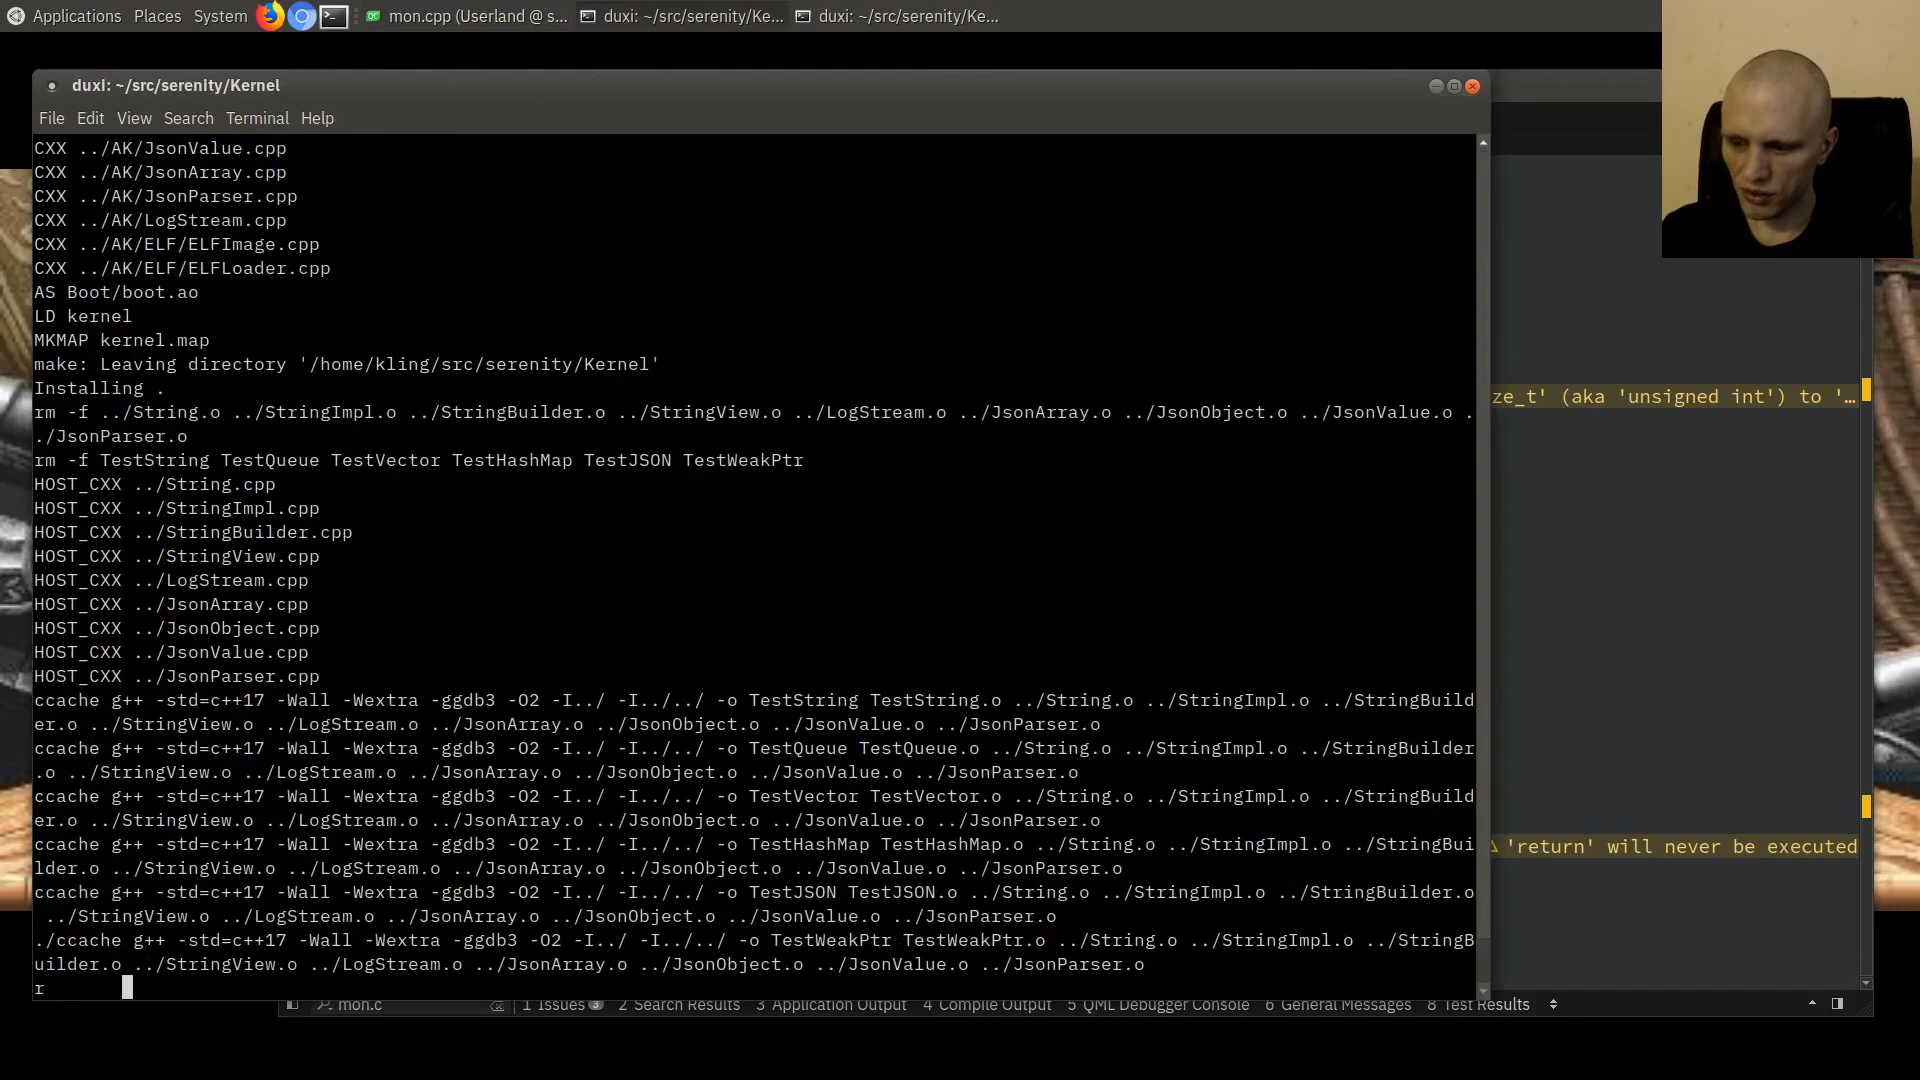 Applications Places System mon.cpp (Userland @ s... duxi: ~/src/serenity/Ke... duxi: ~/src/serenity/Ke...
duxi: ~/src/serenity/Kernel
File Edit View Search Terminal Help
CXX ../AK/JsonValue.cpp
CXX ../AK/JsonArray.cpp
CXX ../AK/JsonParser.cpp
CXX ../AK/LogStream.cpp
CXX ../AK/ELF/ELFImage.cpp
CXX ../AK/ELF/ELFLoader.cpp
AS Boot/boot.ao
LD kernel
MKMAP kernel.map
make: Leaving directory '/home/kling/src/serenity/Kernel'
Installing .
rm -f ../String.o ../StringImpl.o ../StringBuilder.o ../StringView.o ../LogStream.o ../JsonArray.o ../JsonObject.o ../JsonValue.o .
./JsonParser.o
rm -f TestString TestQueue TestVector TestHashMap TestJSON TestWeakPtr
HOST_CXX ../String.cpp
HOST_CXX ../StringImpl.cpp
HOST_CXX ../StringBuilder.cpp
HOST_CXX ../StringView.cpp
HOST_CXX ../LogStream.cpp
HOST_CXX ../JsonArray.cpp
HOST_CXX ../JsonObject.cpp
HOST_CXX ../JsonValue.cpp
HOST_CXX ../JsonParser.cpp
ccache g++ -std=c++17 -Wall -Wextra -ggdb3 -O2 -I../ -I../../ -o TestString TestString.o ../String.o ../StringImpl.o ../StringBuild
er.o ../StringView.o ../LogStream.o ../JsonArray.o ../JsonObject.o ../JsonValue.o ../JsonParser.o
ccache g++ -std=c++17 -Wall -Wextra -ggdb3 -O2 -I../ -I../../ -o TestQueue TestQueue.o ../String.o ../StringImpl.o ../StringBuilder
.o ../StringView.o ../LogStream.o ../JsonArray.o ../JsonObject.o ../JsonValue.o ../JsonParser.o
ccache g++ -std=c++17 -Wall -Wextra -ggdb3 -O2 -I../ -I../../ -o TestVector TestVector.o ../String.o ../StringImpl.o ../StringBuild
er.o ../StringView.o ../LogStream.o ../JsonArray.o ../JsonObject.o ../JsonValue.o ../JsonParser.o
ccache g++ -std=c++17 -Wall -Wextra -ggdb3 -O2 -I../ -I../../ -o TestHashMap TestHashMap.o ../String.o ../StringImpl.o ../StringBui
lder.o ../StringView.o ../LogStream.o ../JsonArray.o ../JsonObject.o ../JsonValue.o ../JsonParser.o
ccache g++ -std=c++17 -Wall -Wextra -ggdb3 -O2 -I../ -I../../ -o TestJSON TestJSON.o ../String.o ../StringImpl.o ../StringBuilder.o
../StringView.o ../LogStream.o ../JsonArray.o ../JsonObject.o ../JsonValue.o ../JsonParser.o
./ccache g++ -std=c++17 -Wall -Wextra -ggdb3 -O2 -I../ -I../../ -o TestWeakPtr TestWeakPtr.o ../String.o ../StringImpl.o ../StringB
uilder.o ../StringView.o ../LogStream.o ../JsonArray.o ../JsonObject.o ../JsonValue.o ../JsonParser.o
r
ze_t' (aka 'unsigned int') to '...
'return' will never be executed
mon.c 1 Issues 3 2 Search Results 3 Application Output 4 Compile Output 5 QML Debugger Console 6 General Messages 8 Test Results